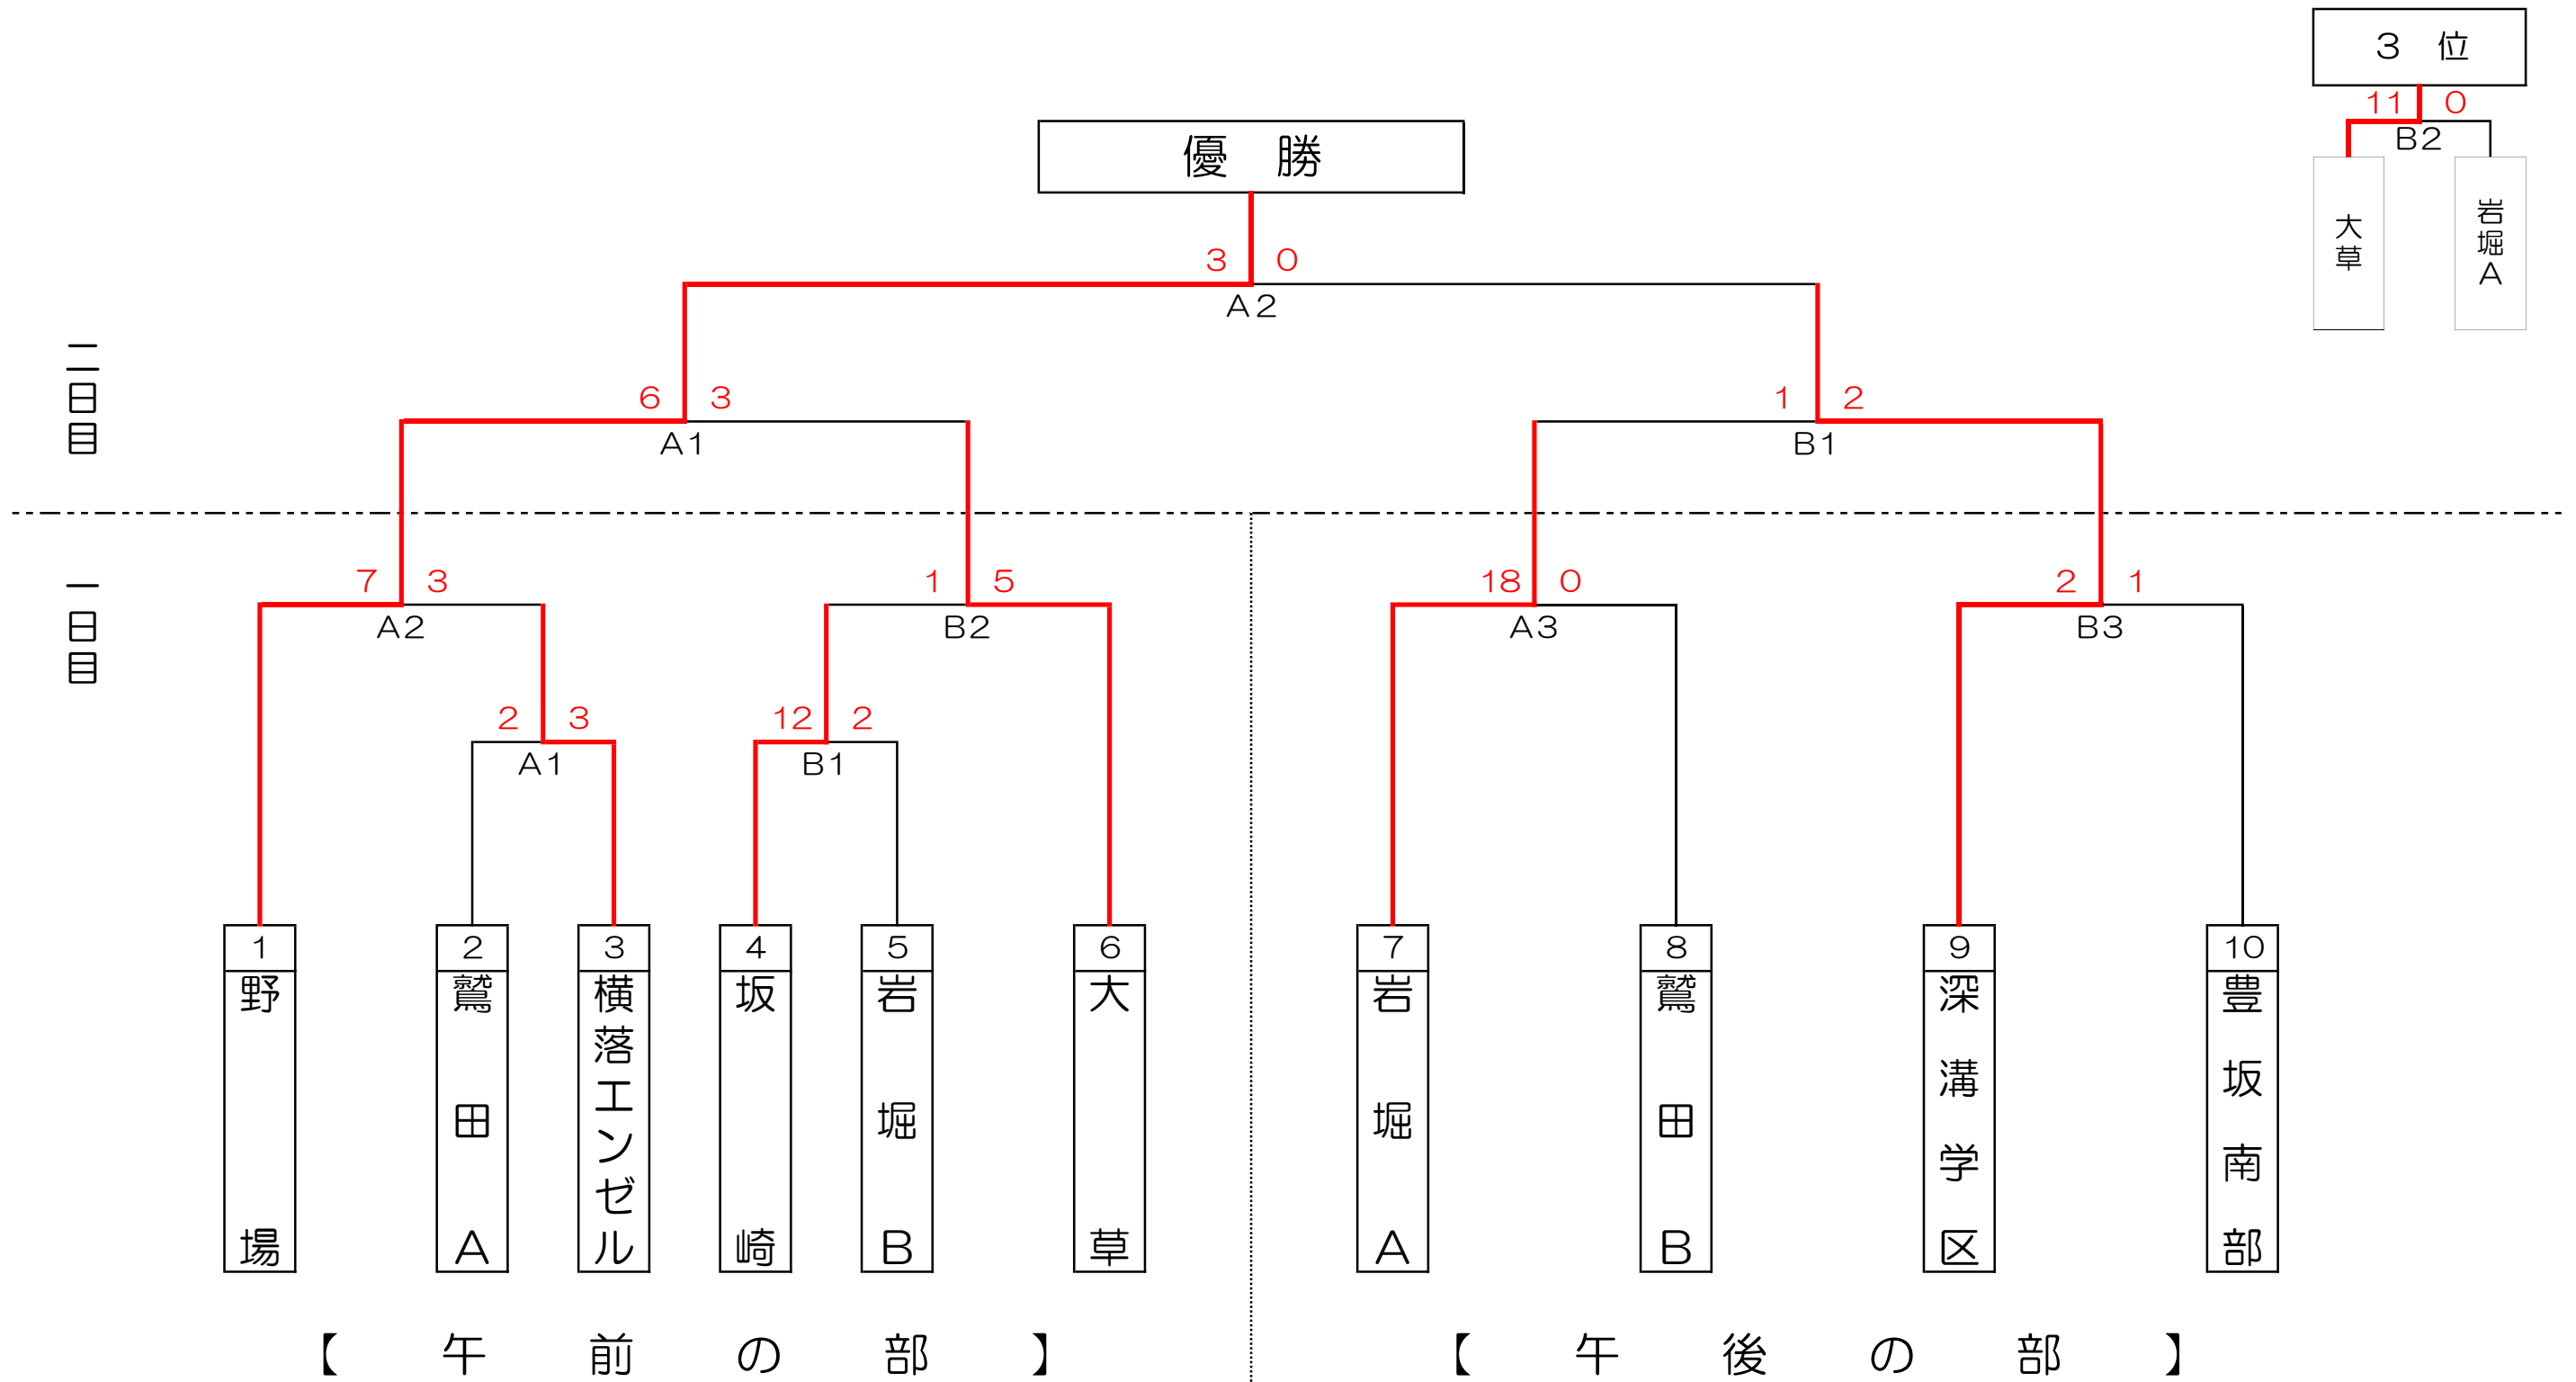 3 位
11 0
B2
大草
岩堀A
優 勝
3 0
A2
二日目
6 3
A1
1 2
B1
一日目
7 3
A2
1 5
B2
18 0
A3
2 1
B3
2 3
A1
12 2
B1
1
野場
2
鷲田A
3
横落エンゼル
4
坂崎
5
岩堀B
6
大草
7
岩堀A
8
鷲田B
9
深溝学区
10
豊坂南部
【 午 前 の 部 】
【 午 後 の 部 】